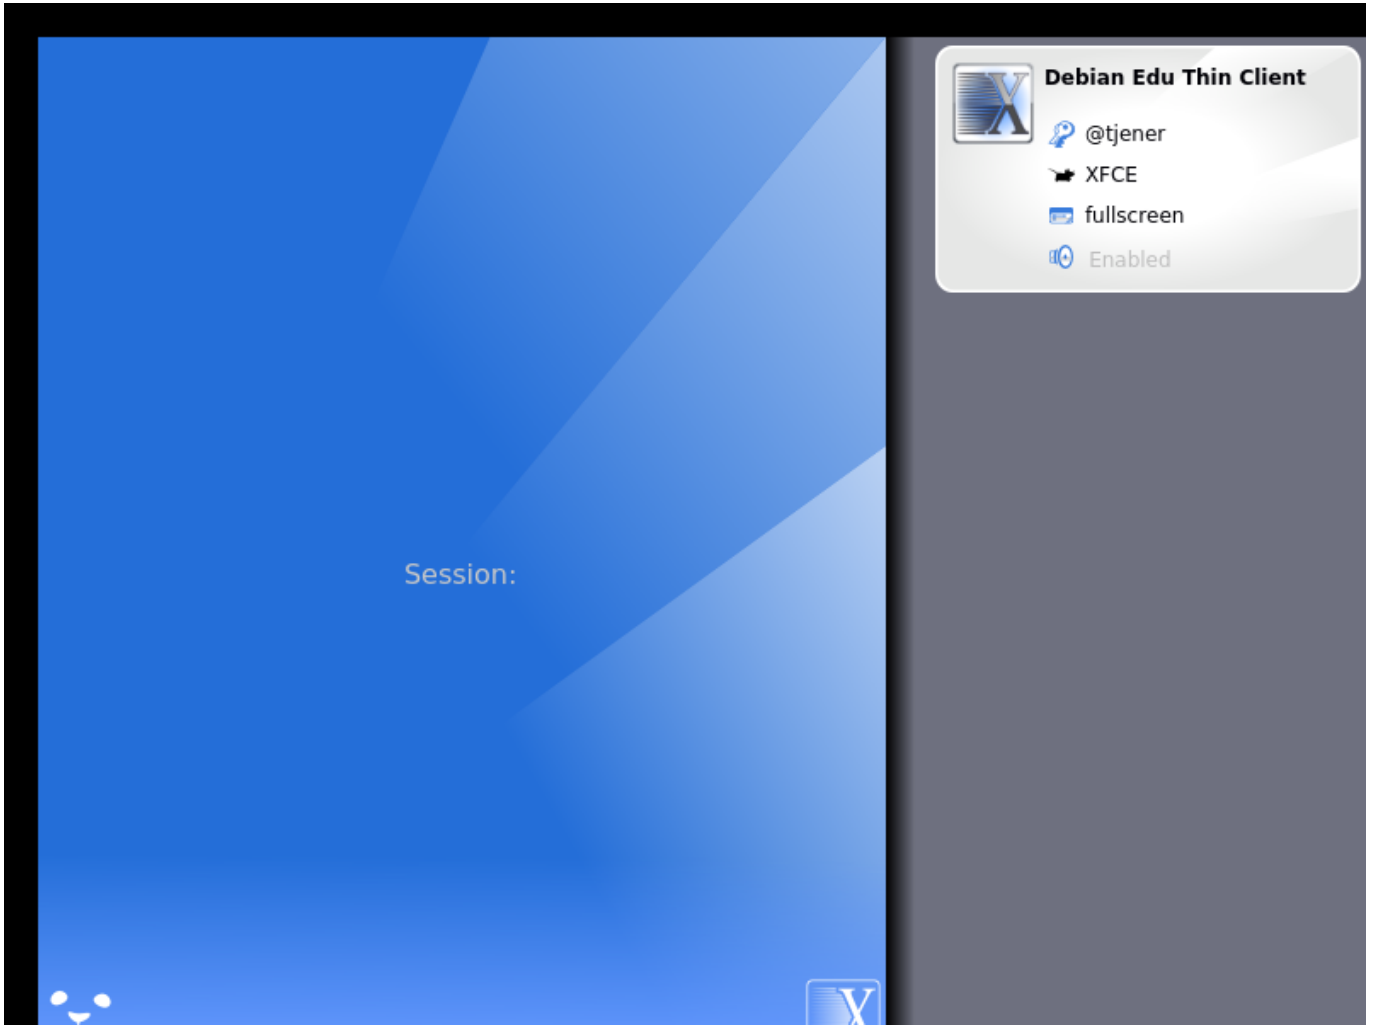 Debian Edu Thin Client
@tjener
XFCE
fullscreen
Enabled
Session:
X